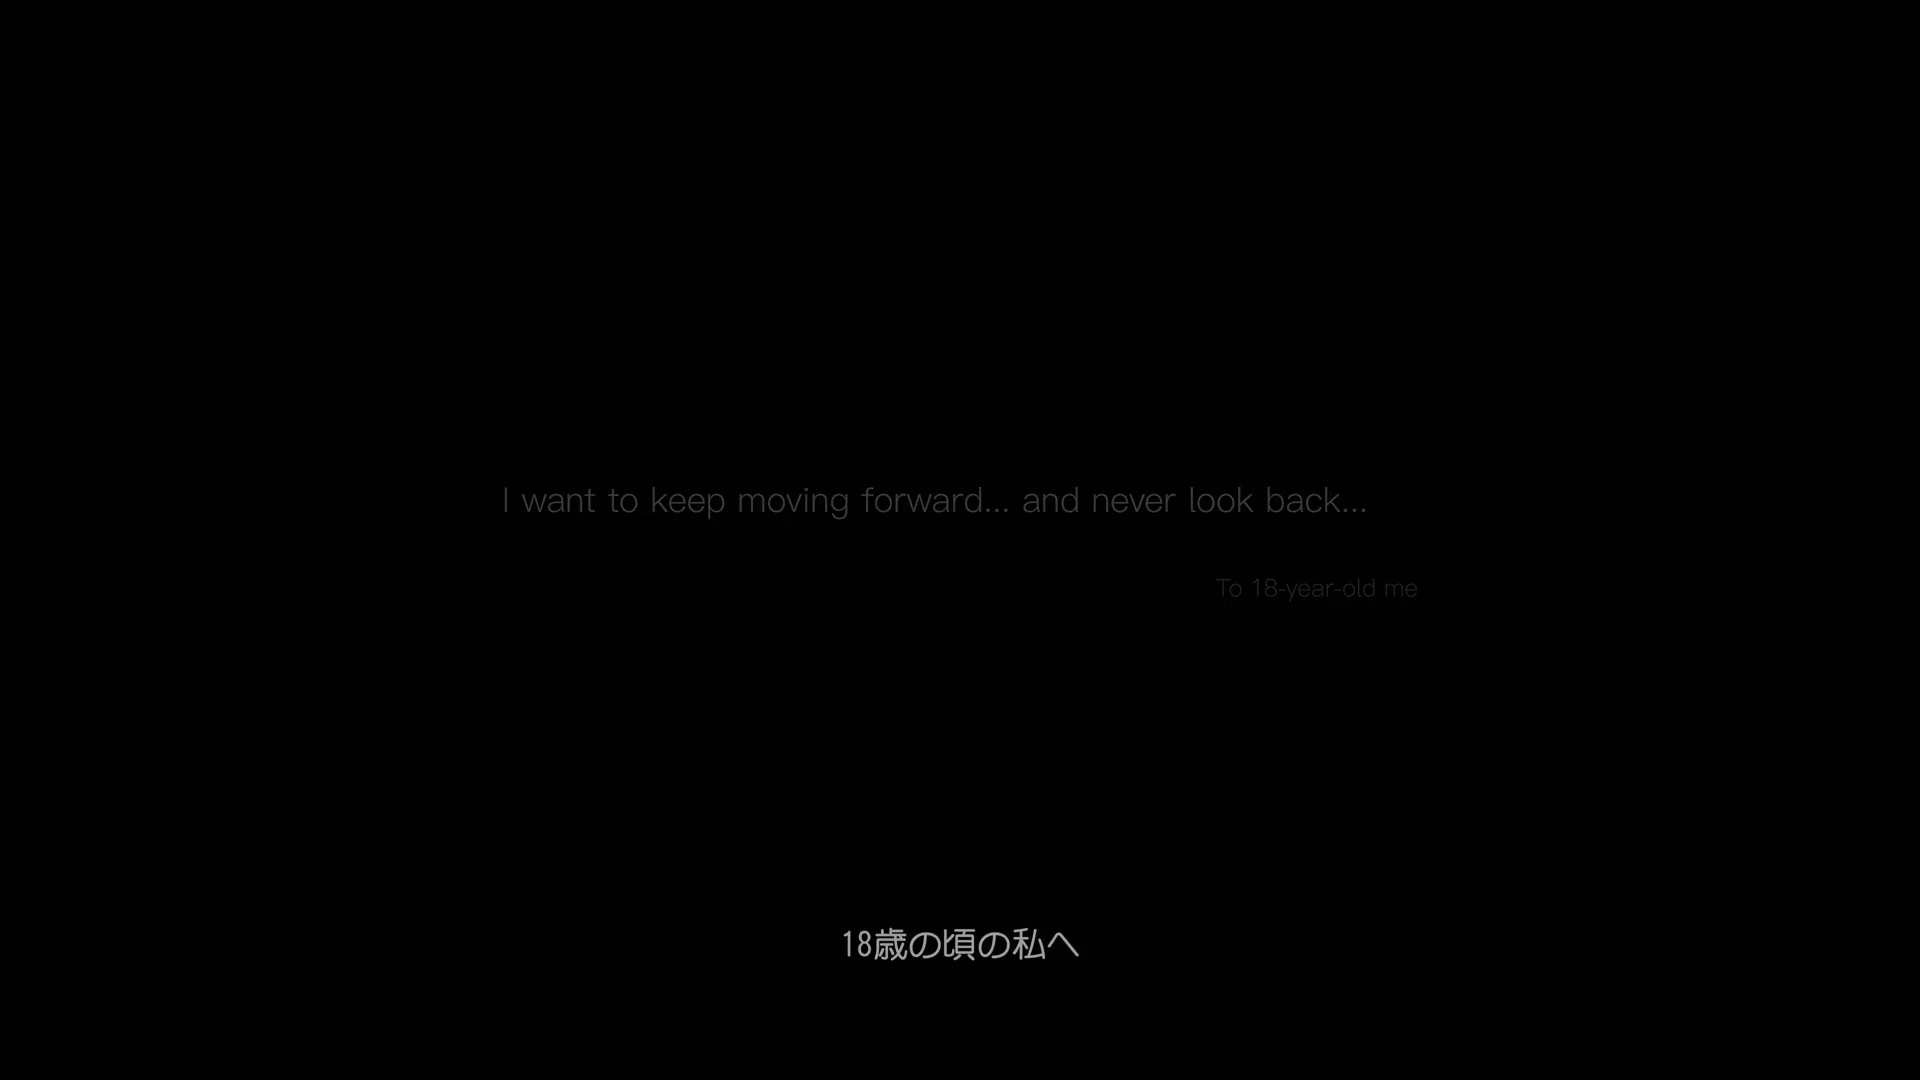 I want to keep moving forward... and never look back...
To 18-year-old me
18歳の頃の私へ